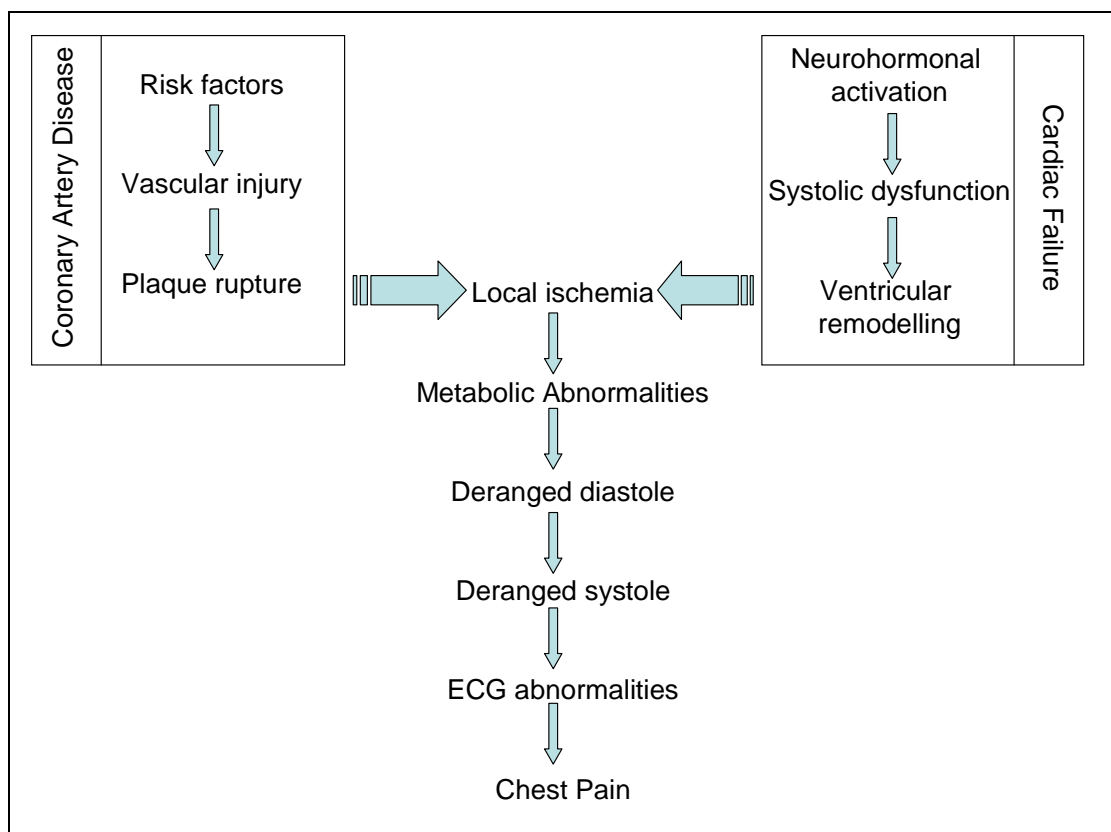 Coronary Artery Disease
Risk factors
Vascular injury
Plaque rupture
Neurohormonal
activation
Systolic dysfunction
Ventricular
remodelling
Cardiac Failure
Local ischemia
Metabolic Abnormalities
Deranged diastole
Deranged systole
ECG abnormalities
Chest Pain